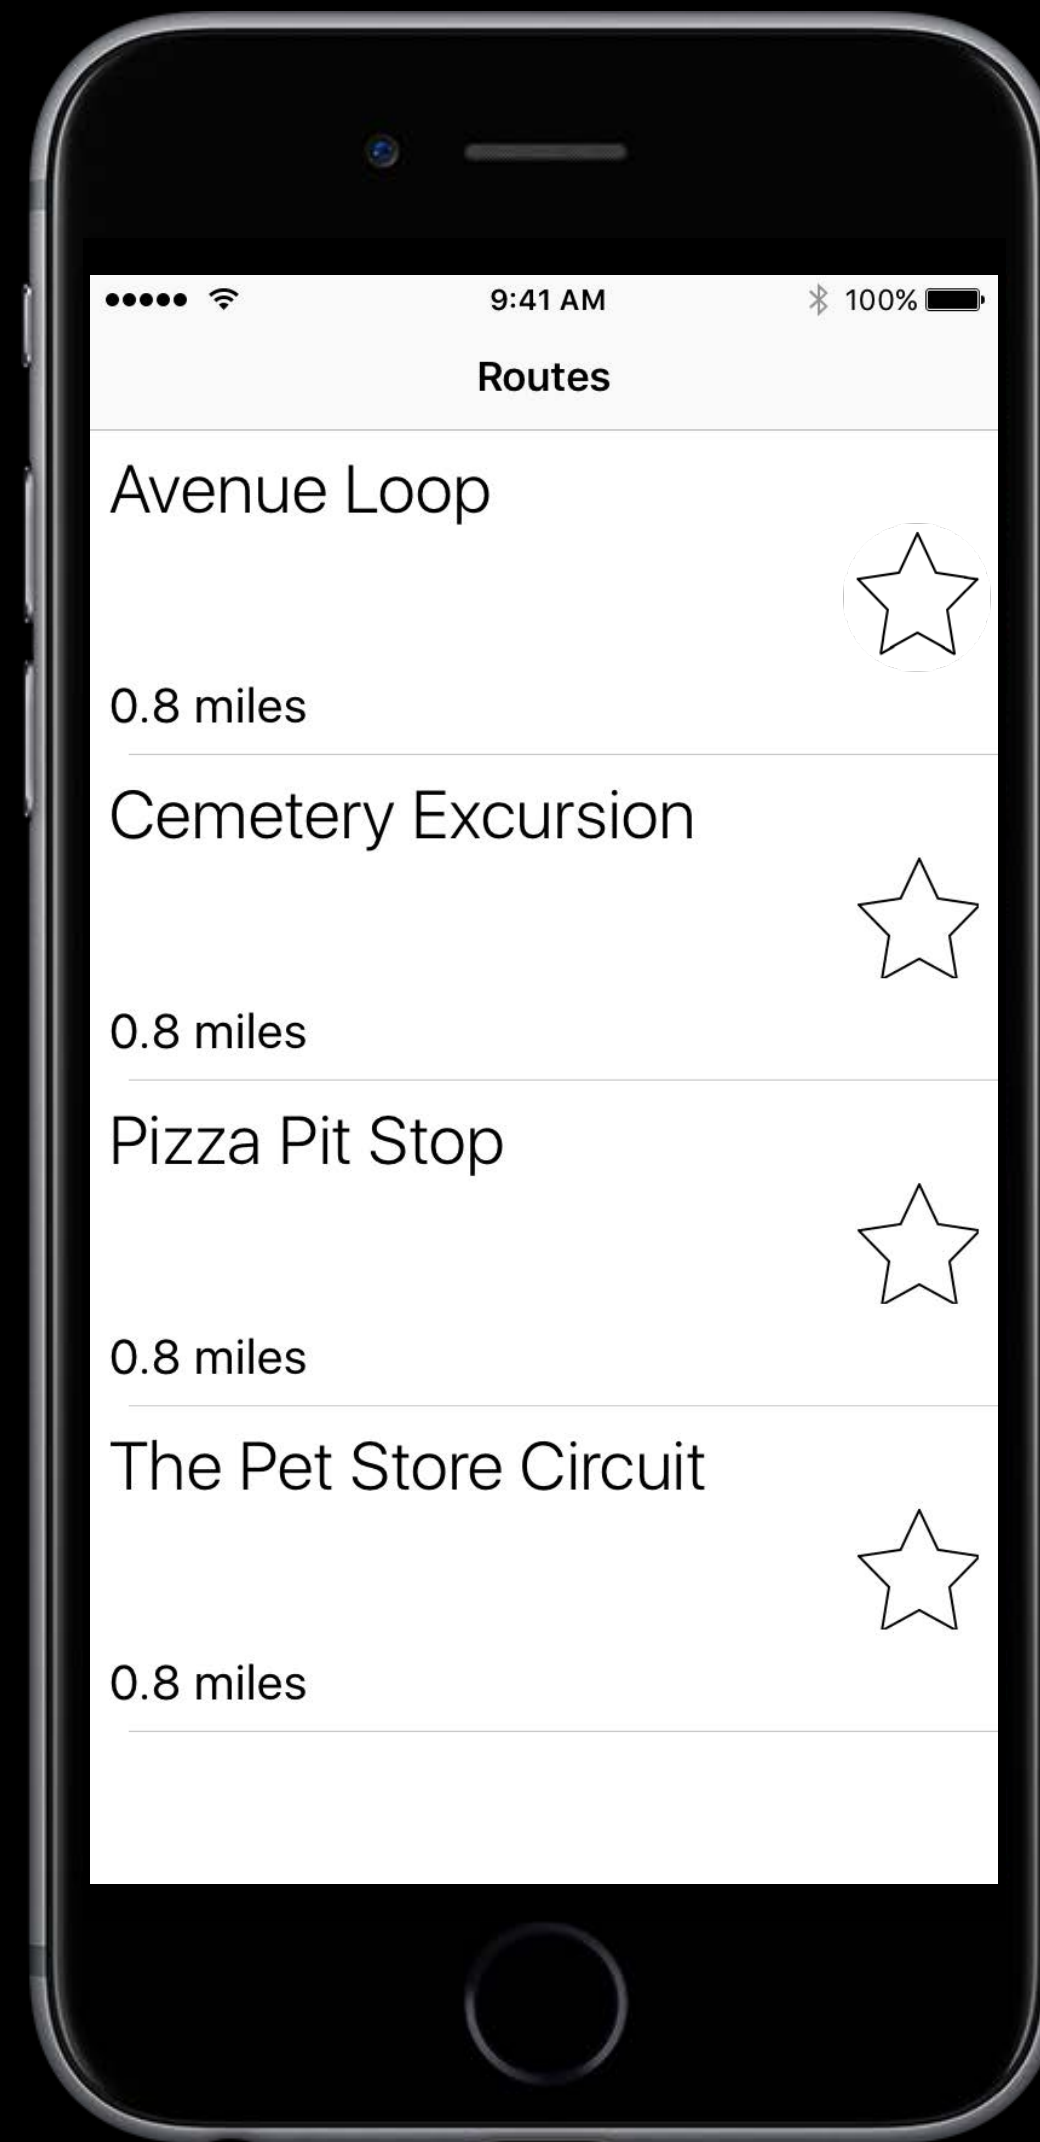 9:41 AM 100%
Routes
Avenue Loop
0.8 miles
Cemetery Excursion
0.8 miles
Pizza Pit Stop
0.8 miles
The Pet Store Circuit
0.8 miles